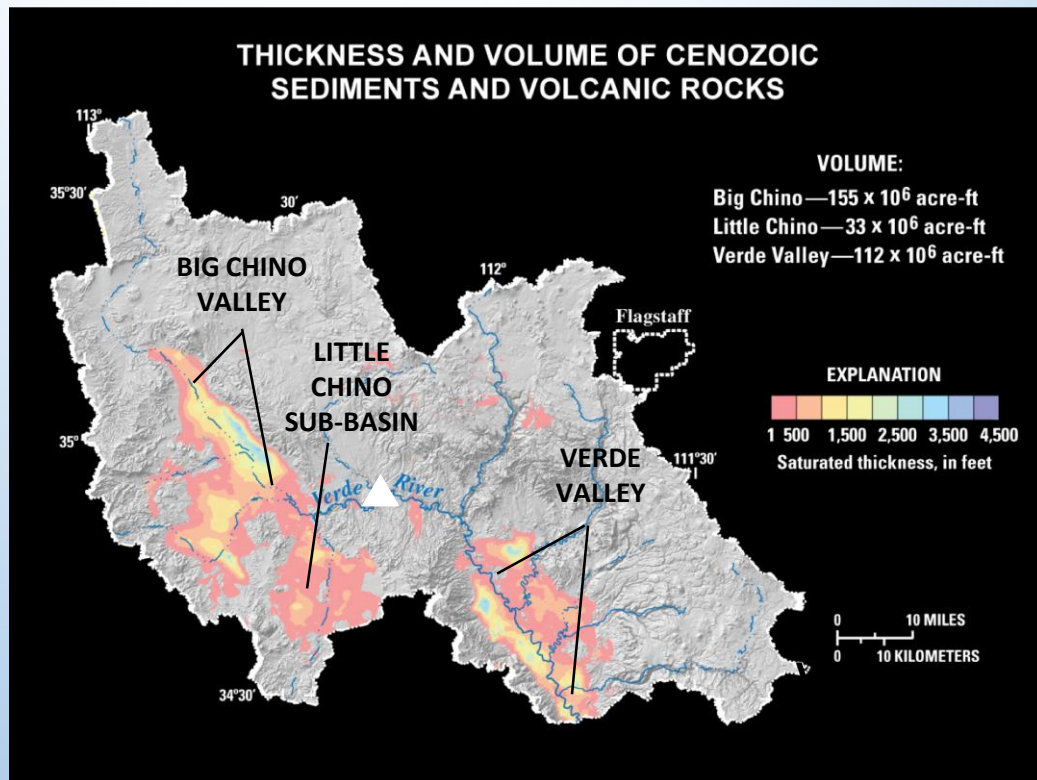 THICKNESS AND VOLUME OF CENOZOIC
SEDIMENTS AND VOLCANIC ROCKS
113°
35°30′
30′
VOLUME:
Big Chino—155 x 10⁶ acre-ft
Little Chino—33 x 10⁶ acre-ft
Verde Valley—112 x 10⁶ acre-ft
BIG CHINO
VALLEY
112°
Flagstaff
LITTLE
CHINO
SUB-BASIN
EXPLANATION
1 500 1,500 2,500 3,500 4,500
Saturated thickness, in feet
35°
VERDE
VALLEY
111°30′
Verde River
0 10 MILES
0 10 KILOMETERS
34°30′